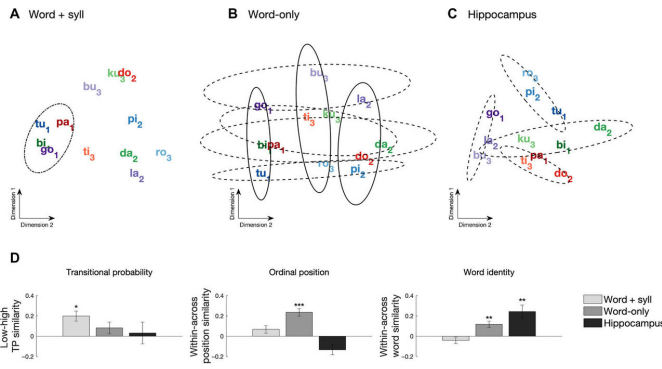 A Word + syll
ku3 do2
bu3
tu1 pa1
pi2
bi1
go1
ti3
da2
ro3
la2
Dimension 1
Dimension 2
B Word-only
bu3
go1
la2
ti3 ku3
bi1 pa1
da2
do2
ro3
tu1
pi2
Dimension 1
Dimension 2
C Hippocampus
ro3
pi2
go1
tu1
da2
ku3
la2
bi1
bu3
pa1
ti3
do2
Dimension 1
Dimension 2
D
Transitional probability
Low-high
TP similarity
0.4
0.2
0
−0.2
*
Ordinal position
Within-across
position similarity
0.4
0.2
0
−0.2
***
Word identity
Within-across
word similarity
0.4
0.2
0
−0.2
**
**
Word + syll
Word-only
Hippocampus